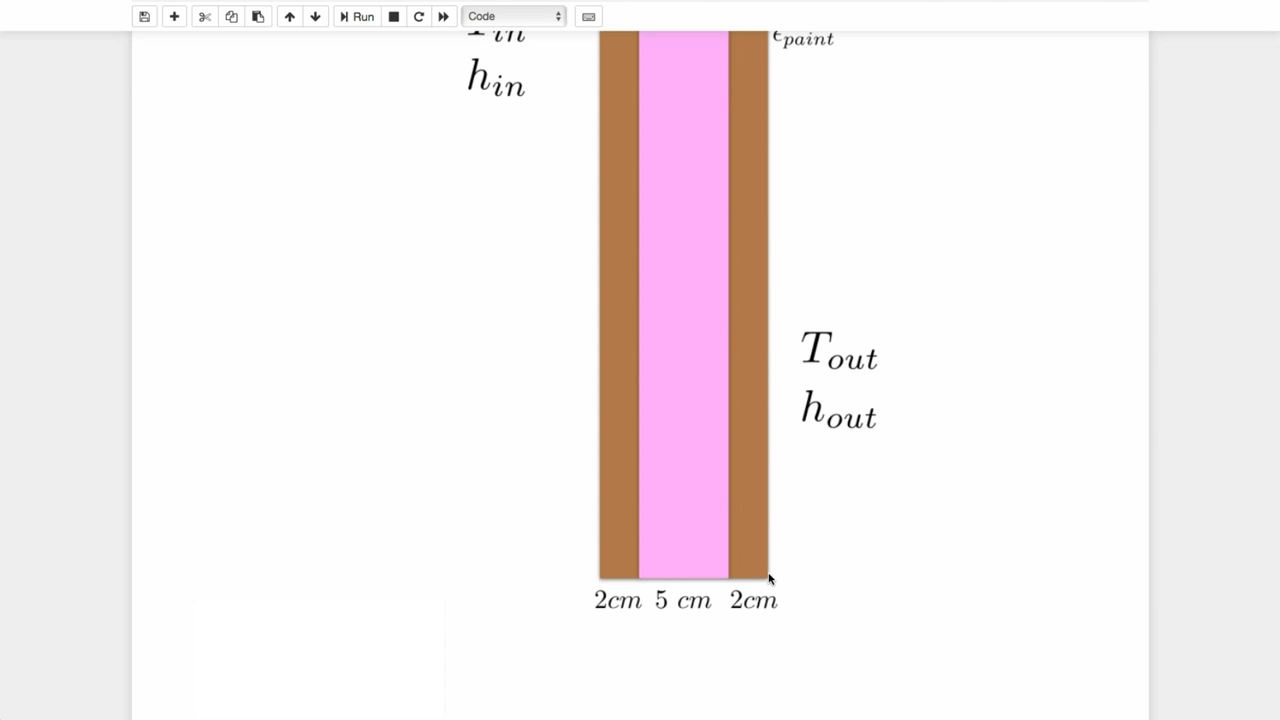 Run
Code
ϵ_paint
h_in
T_out
h_out
2cm 5 cm 2cm